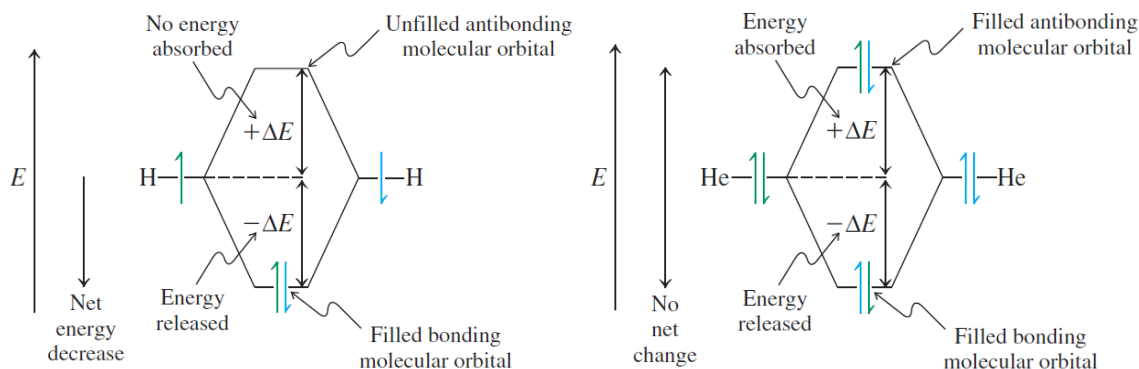 No energy
absorbed
Unfilled antibonding
molecular orbital
+ΔE
E
H
H
−ΔE
Net
energy
decrease
Energy
released
Filled bonding
molecular orbital
Energy
absorbed
Filled antibonding
molecular orbital
+ΔE
E
He
He
−ΔE
No
net
change
Energy
released
Filled bonding
molecular orbital